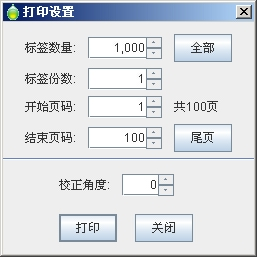 打印设置
标签数量: 1,000 全部
标签份数: 1
开始页码: 1 共100页
结束页码: 100 尾页
校正角度: 0
打印 关闭